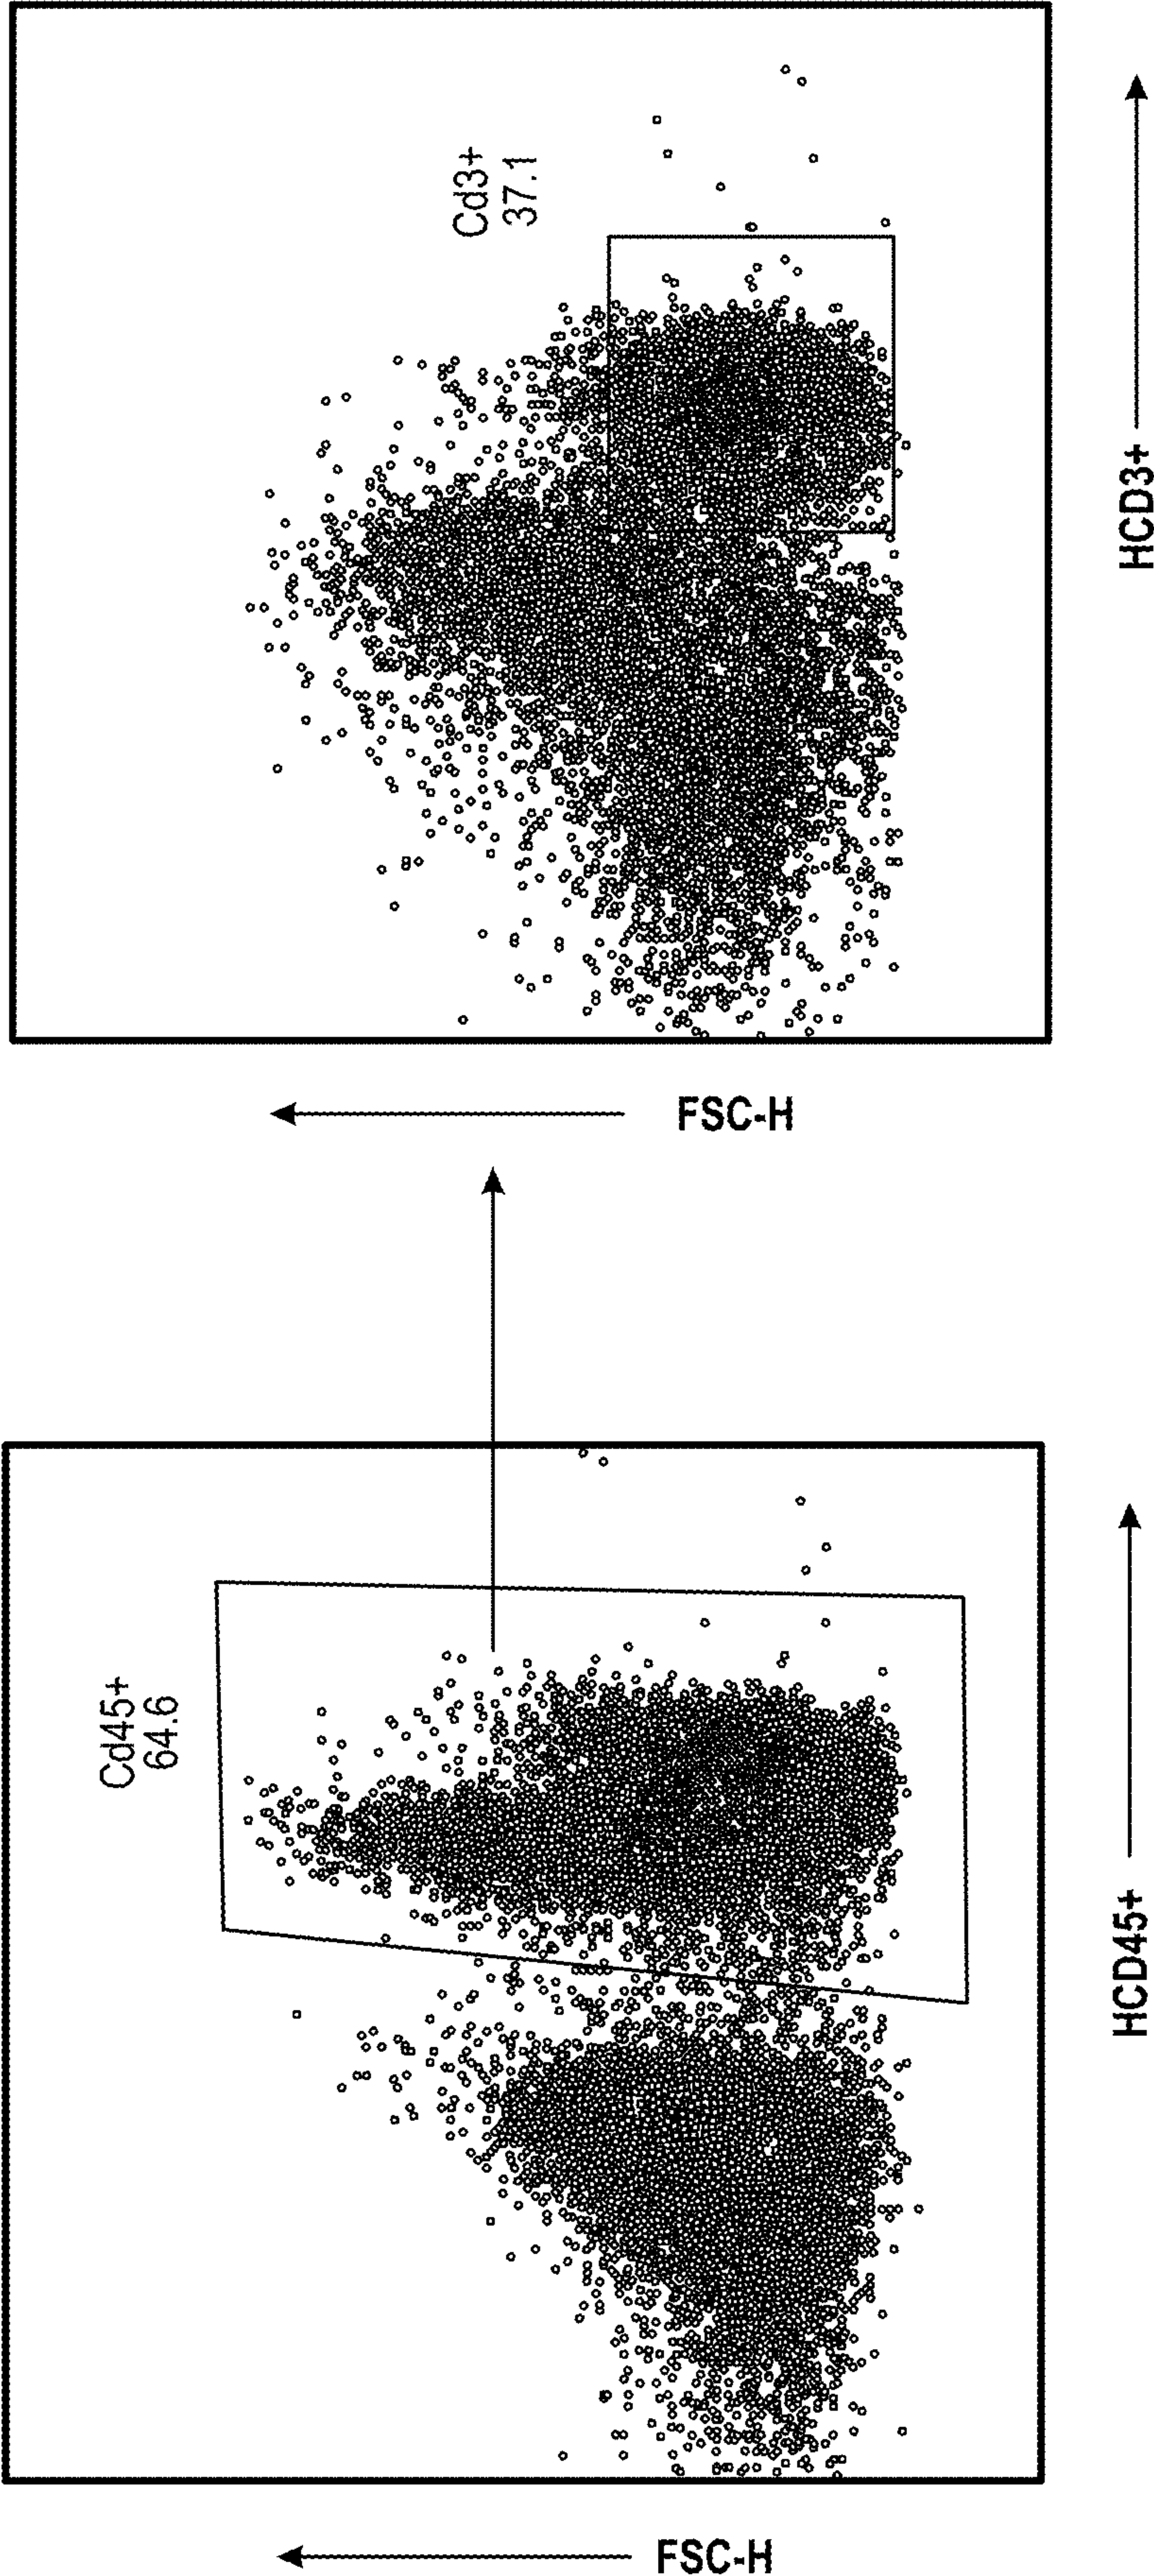 Cd45+
64.6
FSC-H
HCD45+
Cd3+
37.1
FSC-H
HCD3+